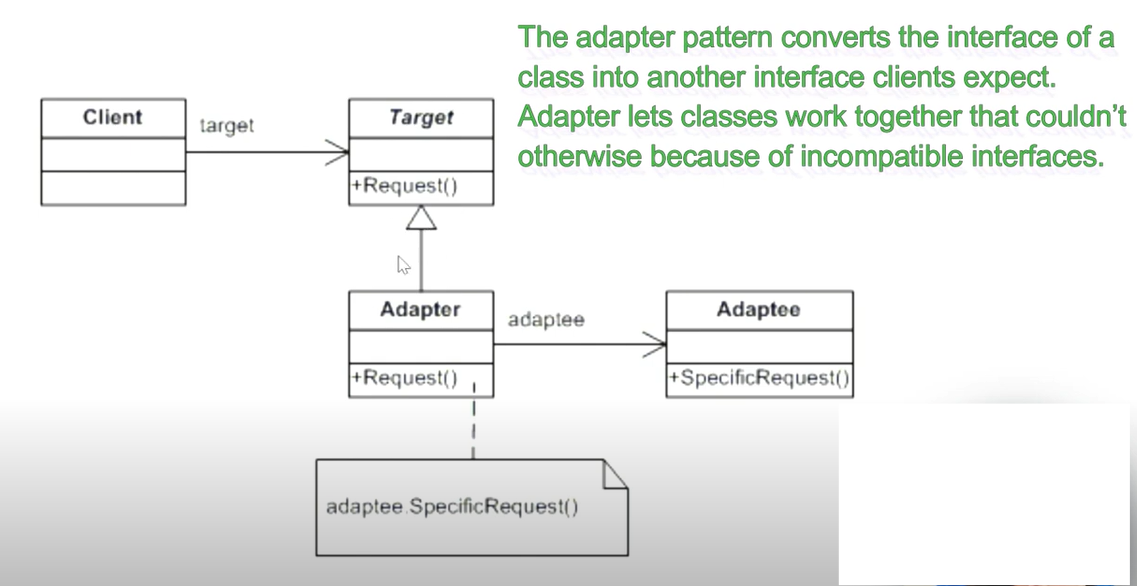 The adapter pattern converts the interface of a
class into another interface clients expect.
Adapter lets classes work together that couldn't
otherwise because of incompatible interfaces.
Client
target
Target
+Request()
Adapter
adaptee
Adaptee
+Request()
+SpecificRequest()
adaptee.SpecificRequest()